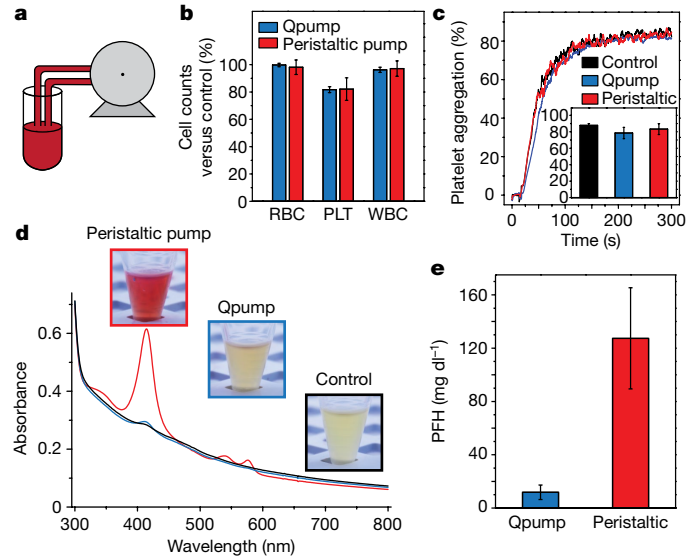 a
b
Qpump
Peristaltic pump
Cell counts
versus control (%)
100
80
60
40
20
0
RBC PLT WBC
c
Platelet aggregation (%)
80
60
40
20
0
Control
Qpump
Peristaltic
100
80
60
40
20
0
0 100 200 300
Time (s)
d
Peristaltic pump
Qpump
Control
Absorbance
0.6
0.4
0.2
0
300 400 500 600 700 800
Wavelength (nm)
e
PFH (mg dl⁻¹)
160
120
80
40
0
Qpump Peristaltic